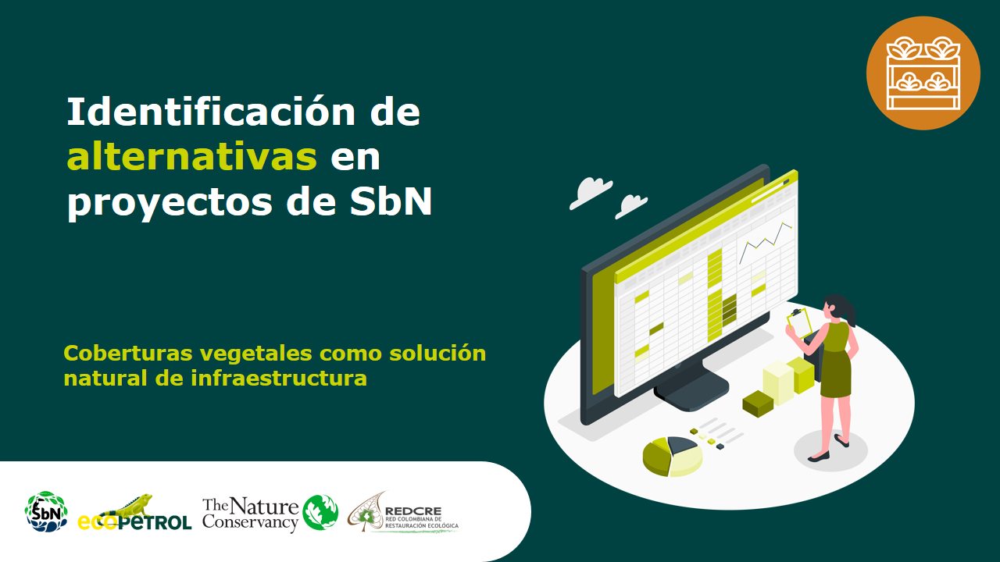 Identificación de
alternativas en
proyectos de SbN
Coberturas vegetales como solución
natural de infraestructura
SbN
ecoPETROL
The Nature
Conservancy
REDCRE
RED COLOMBIANA DE
RESTAURACIÓN ECOLÓGICA